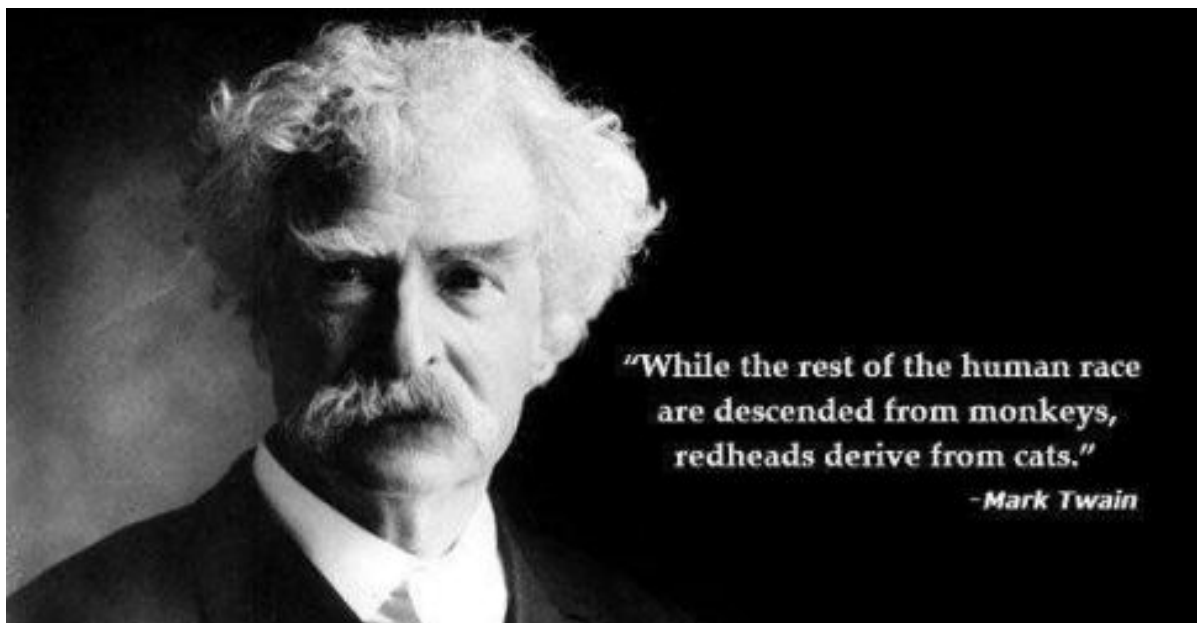 “While the rest of the human race
are descended from monkeys,
redheads derive from cats.”
-Mark Twain